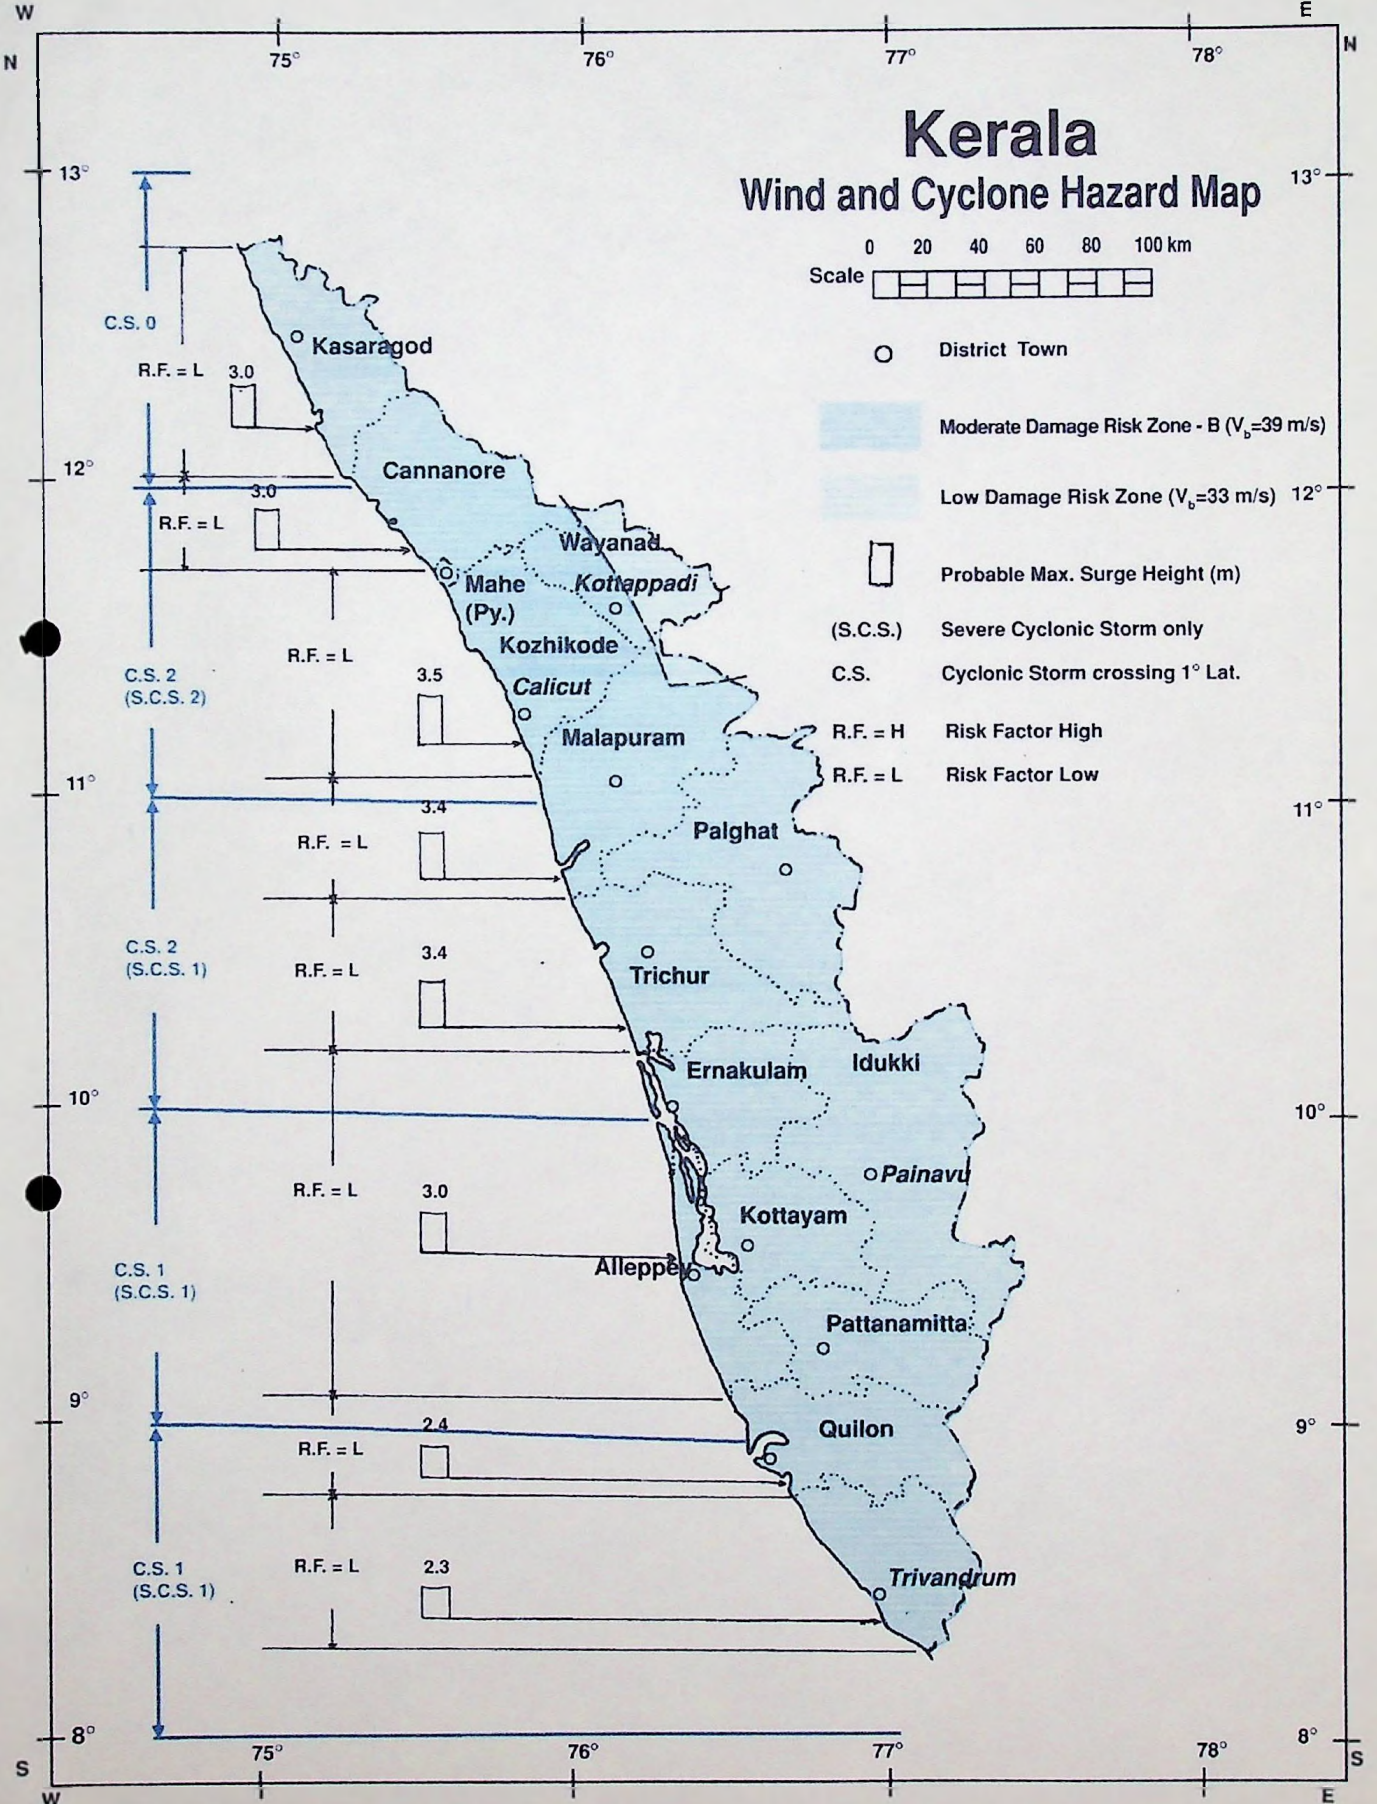 W
E
N
N
75°
76°
77°
78°
Kerala
Wind and Cyclone Hazard Map
13°
13°
0 20 40 60 80 100 km
Scale
C.S. 0
Kasaragod
District Town
R.F. = L 3.0
Moderate Damage Risk Zone - B (Vb=39 m/s)
12°
Cannanore
Low Damage Risk Zone (Vb=33 m/s)
12°
3.0
R.F. = L
Wayanad
Probable Max. Surge Height (m)
Mahe
(Py.)
Kottappadi
(S.C.S.) Severe Cyclonic Storm only
Kozhikode
R.F. = L
C.S. 2
(S.C.S. 2)
3.5
C.S. Cyclonic Storm crossing 1° Lat.
Calicut
Malapuram
R.F. = H Risk Factor High
R.F. = L Risk Factor Low
11°
11°
3.4
R.F. = L
Palghat
C.S. 2
(S.C.S. 1)
3.4
R.F. = L
Trichur
Ernakulam
Idukki
10°
10°
Painavu
R.F. = L
3.0
Kottayam
Alleppey
C.S. 1
(S.C.S. 1)
Pattanamitta
9°
9°
2.4
R.F. = L
Quilon
C.S. 1
(S.C.S. 1)
R.F. = L
2.3
Trivandrum
8°
8°
75°
76°
77°
78°
S
S
W
E